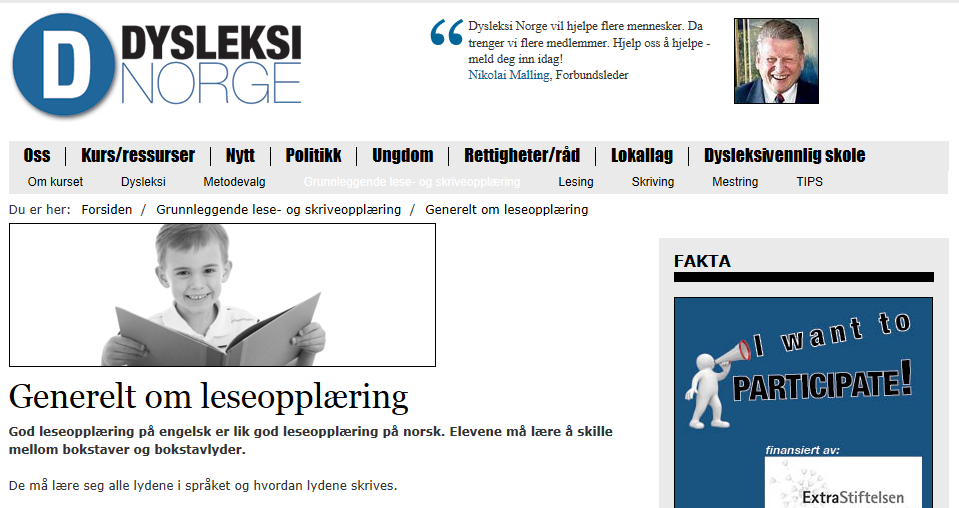 D DYSLEKSI
NORGE
Dysleksi Norge vil hjelpe flere mennesker. Da
trenger vi flere medlemmer. Hjelp oss å hjelpe -
meld deg inn idag!
Nikolai Malling, Forbundsleder
Oss Kurs/ressurser Nytt Politikk Ungdom Rettigheter/råd Lokallag Dysleksivennlig skole
Om kurset Dysleksi Metodevalg Grunnleggende lese- og skriveopplæring Lesing Skriving Mestring TIPS
Du er her: Forsiden / Grunnleggende lese- og skriveopplæring / Generelt om leseopplæring
Generelt om leseopplæring
God leseopplæring på engelsk er lik god leseopplæring på norsk. Elevene må lære å skille
mellom bokstaver og bokstavlyder.
De må lære seg alle lydene i språket og hvordan lydene skrives.
FAKTA
I want to
PARTICIPATE!
finansiert av:
ExtraStiftelsen